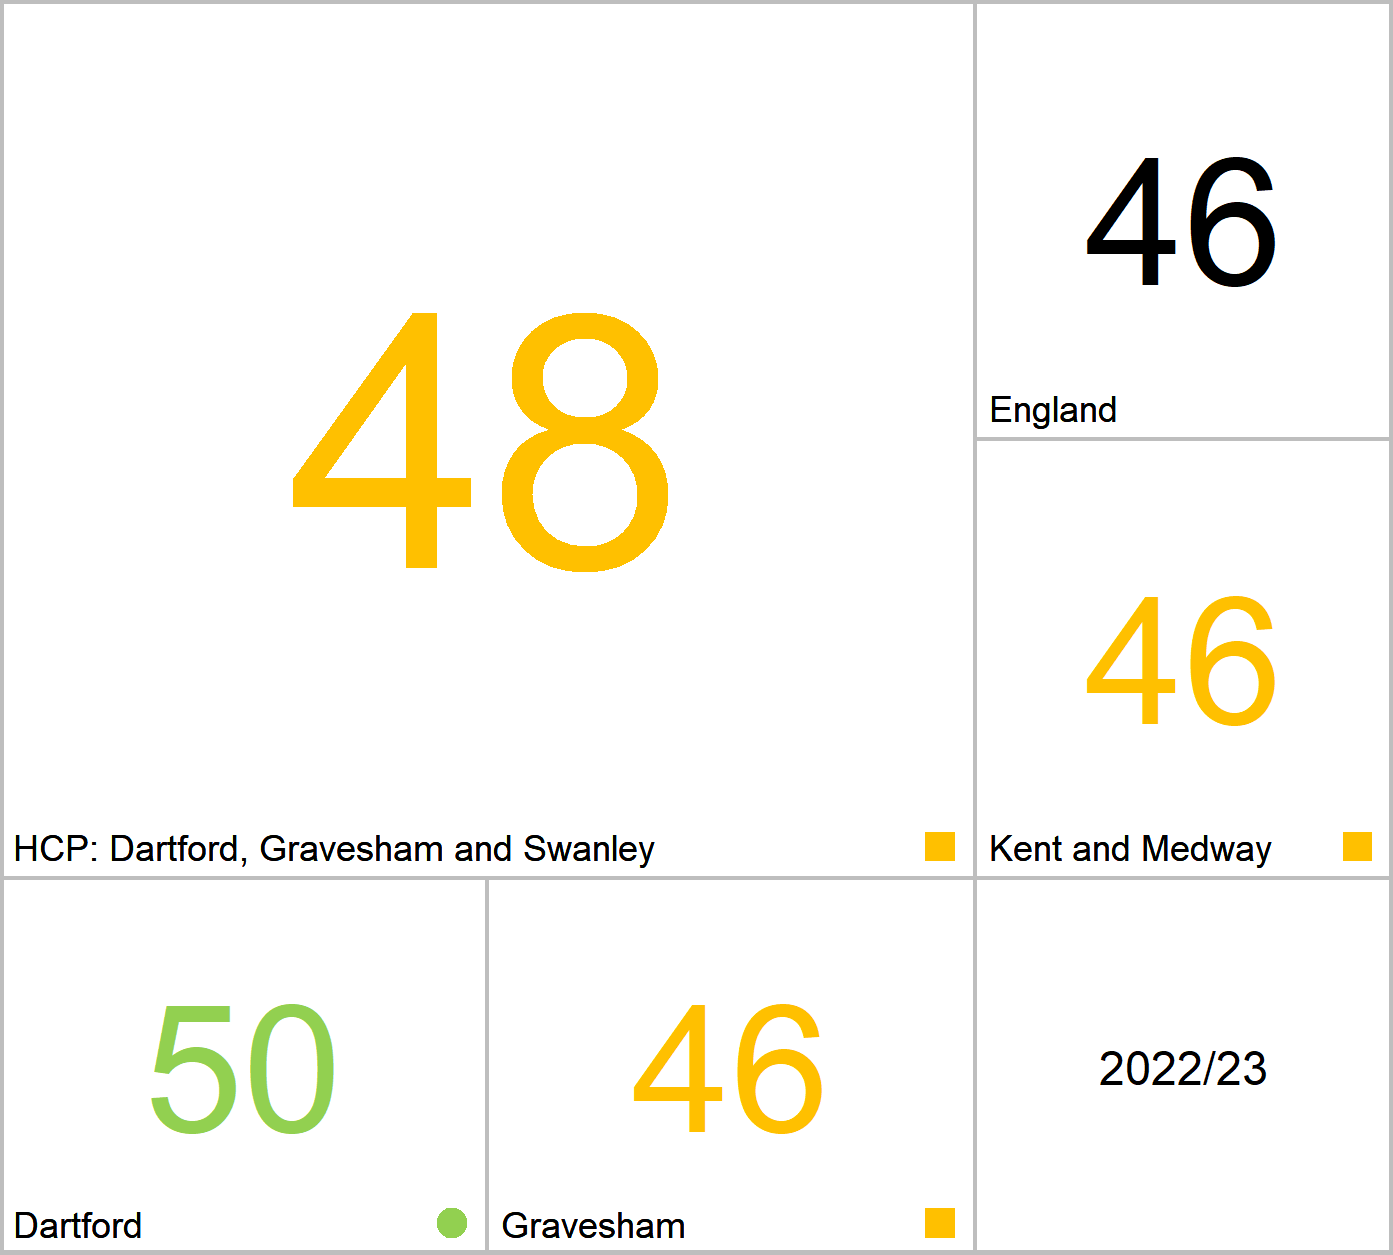 48
HCP: Dartford, Gravesham and Swanley
46
England
46
Kent and Medway
50
Dartford
46
Gravesham
2022/23